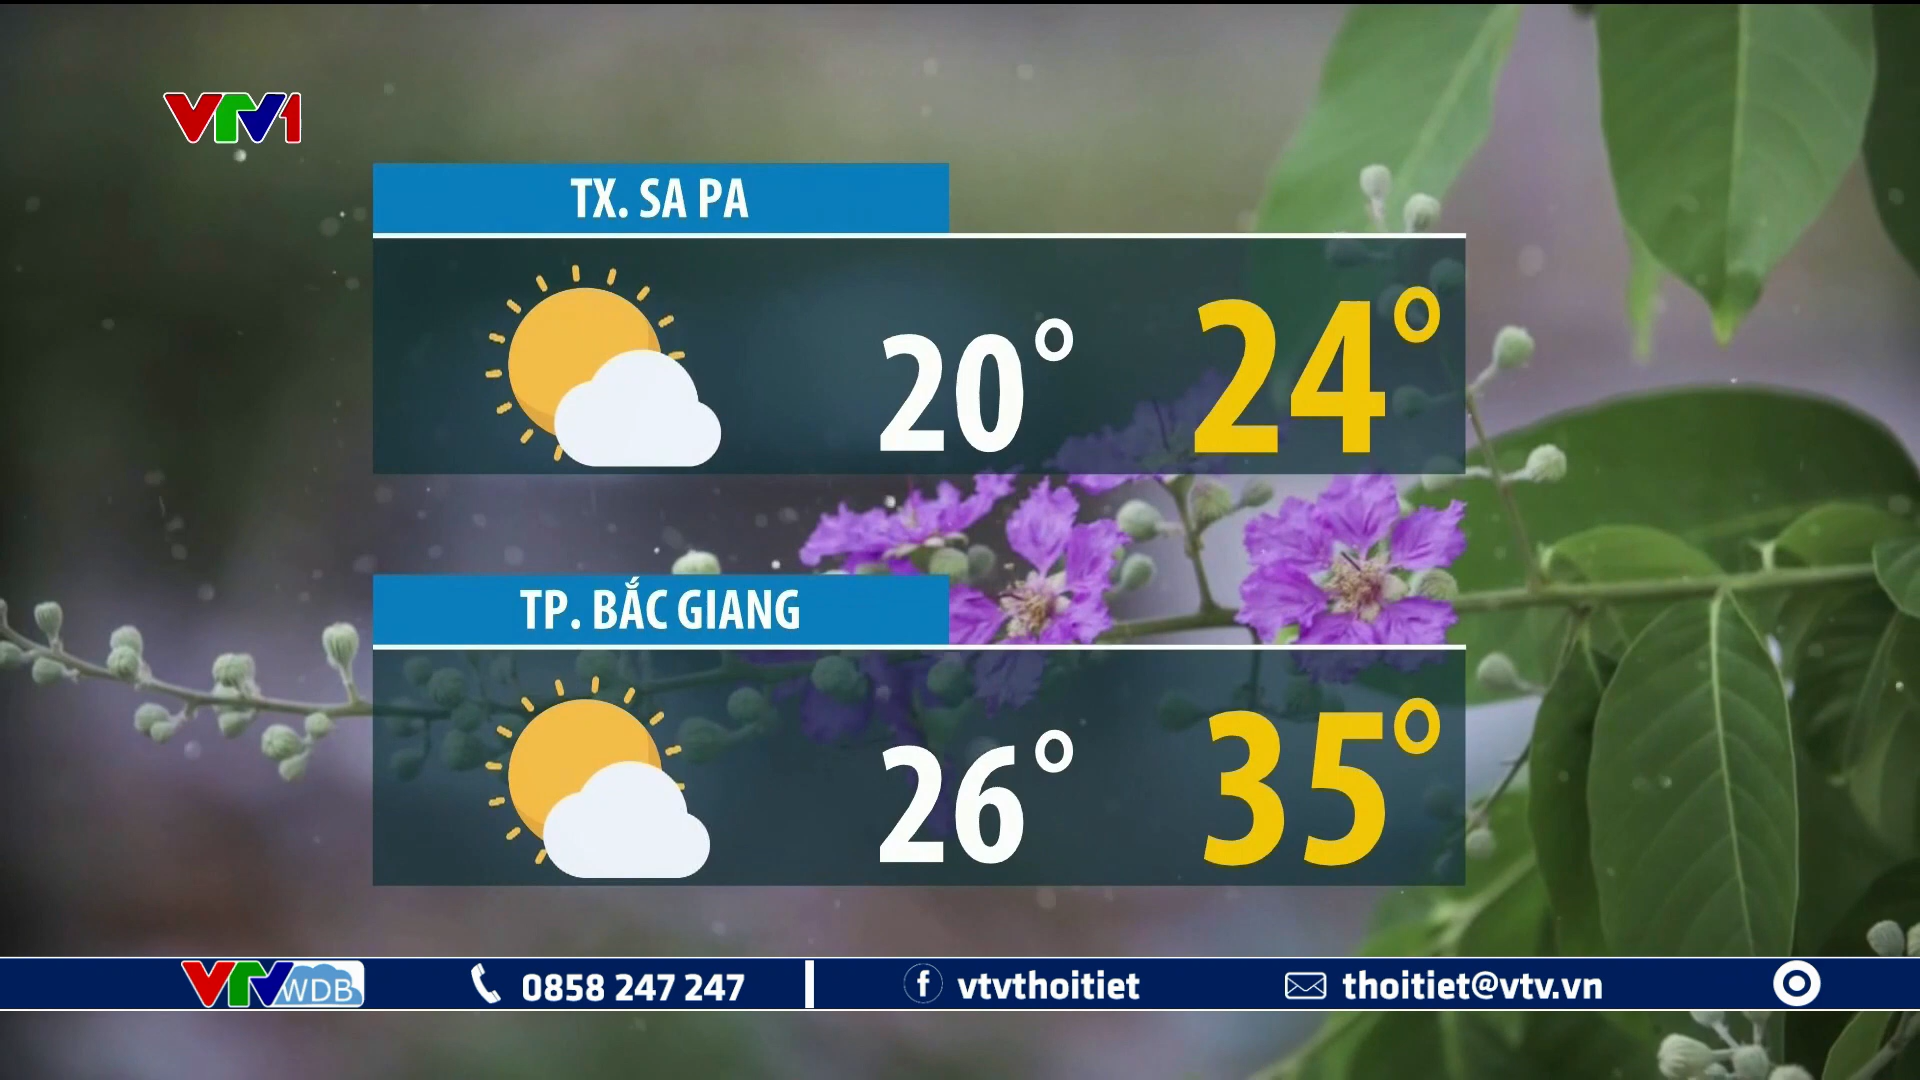 VTV1
TX. SA PA
20° 24°
TP. BẮC GIANG
26° 35°
VTV WDB 0858 247 247 vtvthoitiet thoitiet@vtv.vn